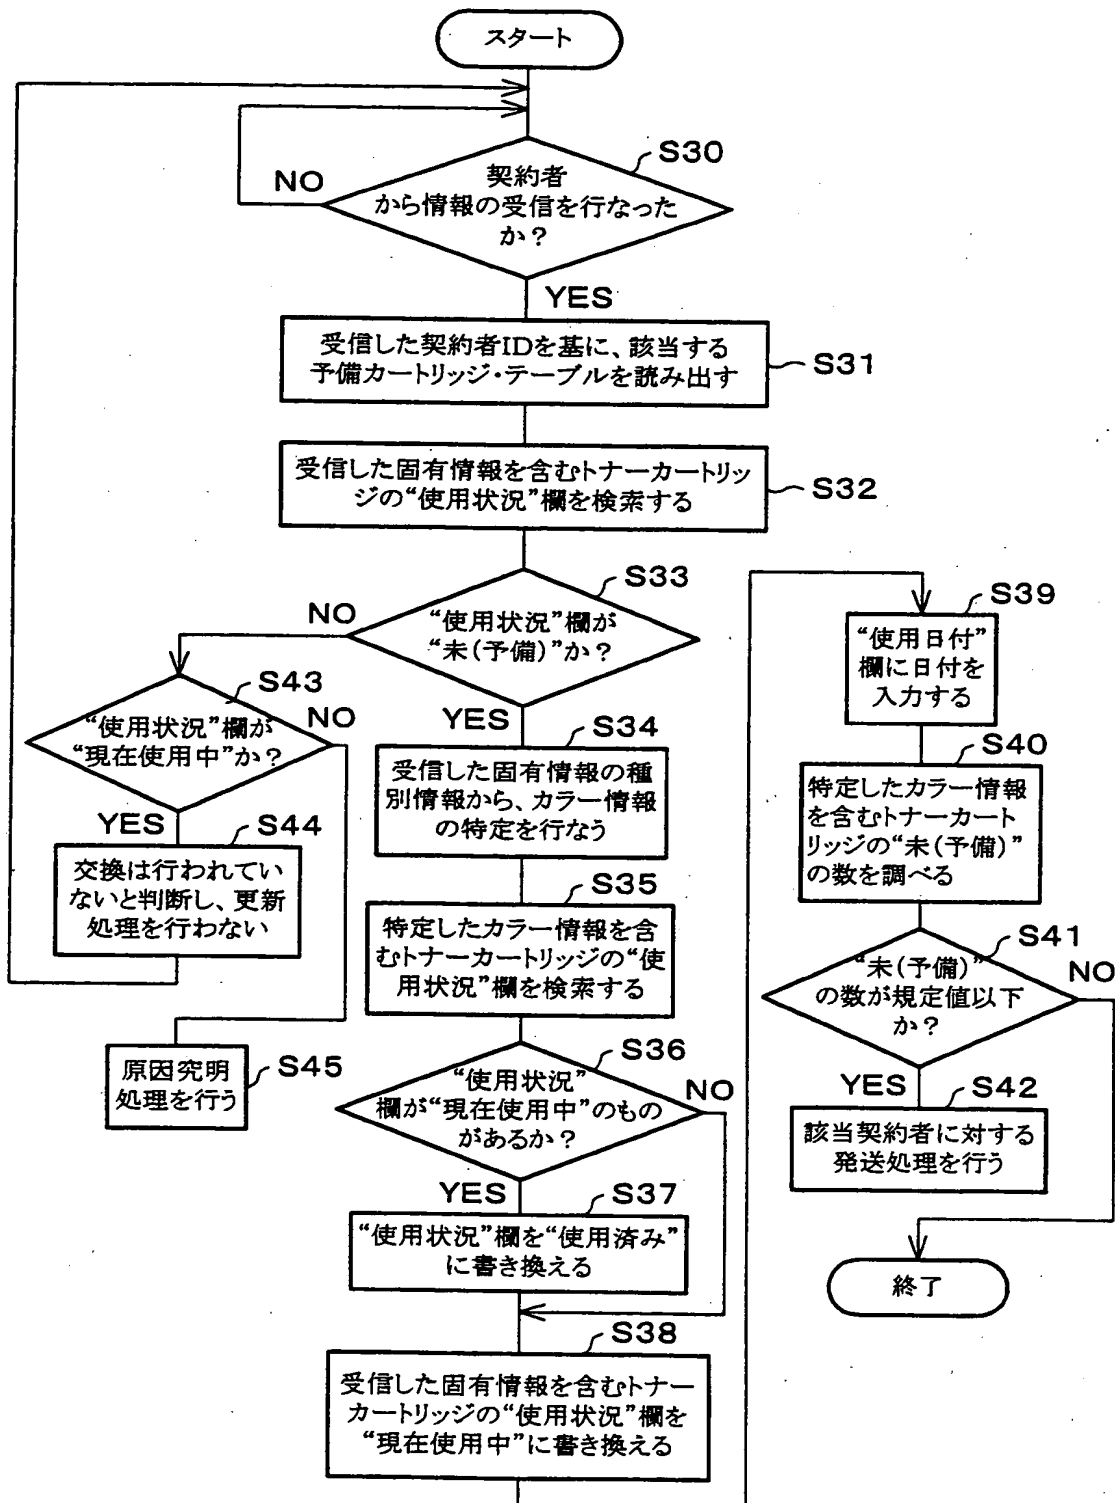 スタート
S30
NO
契約者
から情報の受信を行なった
か？
YES
受信した契約者IDを基に、該当する
予備カートリッジ・テーブルを読み出す
S31
受信した固有情報を含むトナーカートリッ
ジの“使用状況”欄を検索する
S32
S33
NO
“使用状況”欄が
“未(予備)”か？
YES
S43
NO
“使用状況”欄が
“現在使用中”か？
YES
S44
交換は行われてい
ないと判断し、更新
処理を行わない
原因究明
処理を行う
S45
S34
受信した固有情報の種
別情報から、カラー情報
の特定を行なう
S35
特定したカラー情報を含
むトナーカートリッジの“使
用状況”欄を検索する
S36
“使用状況”
欄が“現在使用中”のもの
があるか？
NO
YES
S37
“使用状況”欄を“使用済み”
に書き換える
S38
受信した固有情報を含むトナー
カートリッジの“使用状況”欄を
“現在使用中”に書き換える
S39
“使用日付”
欄に日付を
入力する
S40
特定したカラー情報
を含むトナーカート
リッジの“未(予備)”
の数を調べる
S41
“未(予備)”
の数が規定値以下
か？
NO
YES
S42
該当契約者に対する
発送処理を行う
終了